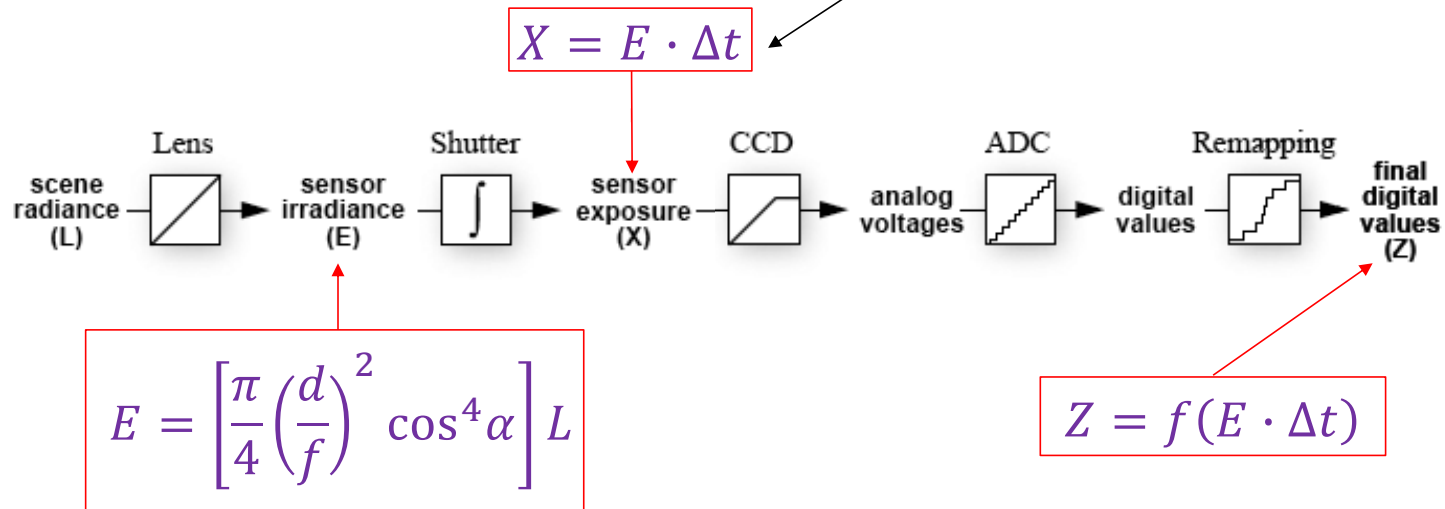 X = E · Δt
Lens
Shutter
CCD
ADC
Remapping
scene
radiance
(L)
sensor
irradiance
(E)
∫
sensor
exposure
(X)
analog
voltages
digital
values
final
digital
values
(Z)
E = [π/4 (d/f)² cos⁴α] L
Z = f(E · Δt)